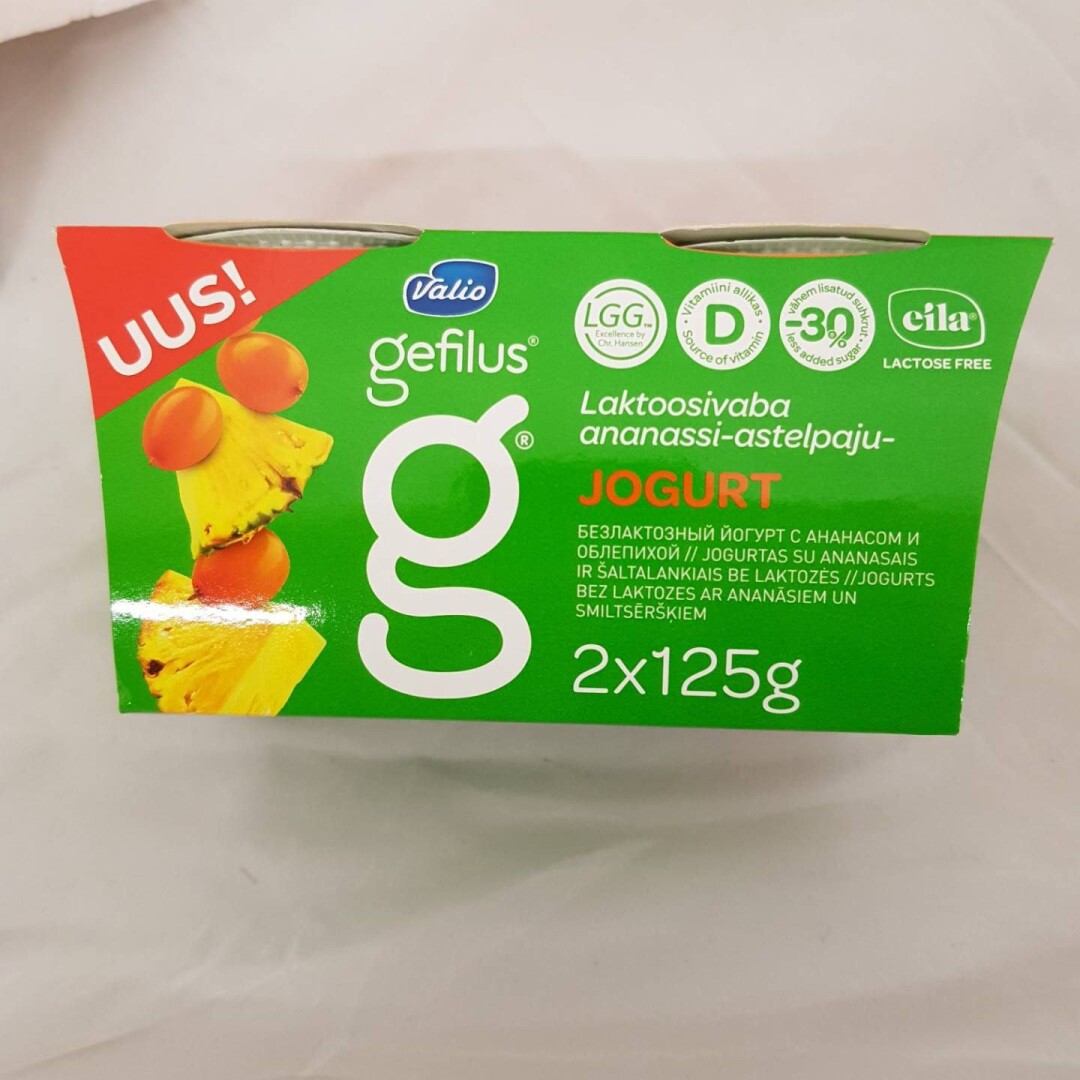 UUS!
Valio
gefilus®
g®
LGG™
Excellence by
Chr. Hansen
Vitamiini allikas
D
Source of vitamin
vähem lisatud suhkrut
-30%
less added sugar
eila®
LACTOSE FREE
Laktoosivaba
ananassi-astelpaju-
JOGURT
БЕЗЛАКТОЗНЫЙ ЙОГУРТ С АНАНАСОМ И
ОБЛЕПИХОЙ // JOGURTAS SU ANANASAIS
IR ŠALTALANKIAIS BE LAKTOZĖS //JOGURTS
BEZ LAKTOZES AR ANANĀSIEM UN
SMILTSĒRŠĶIEM
2x125g